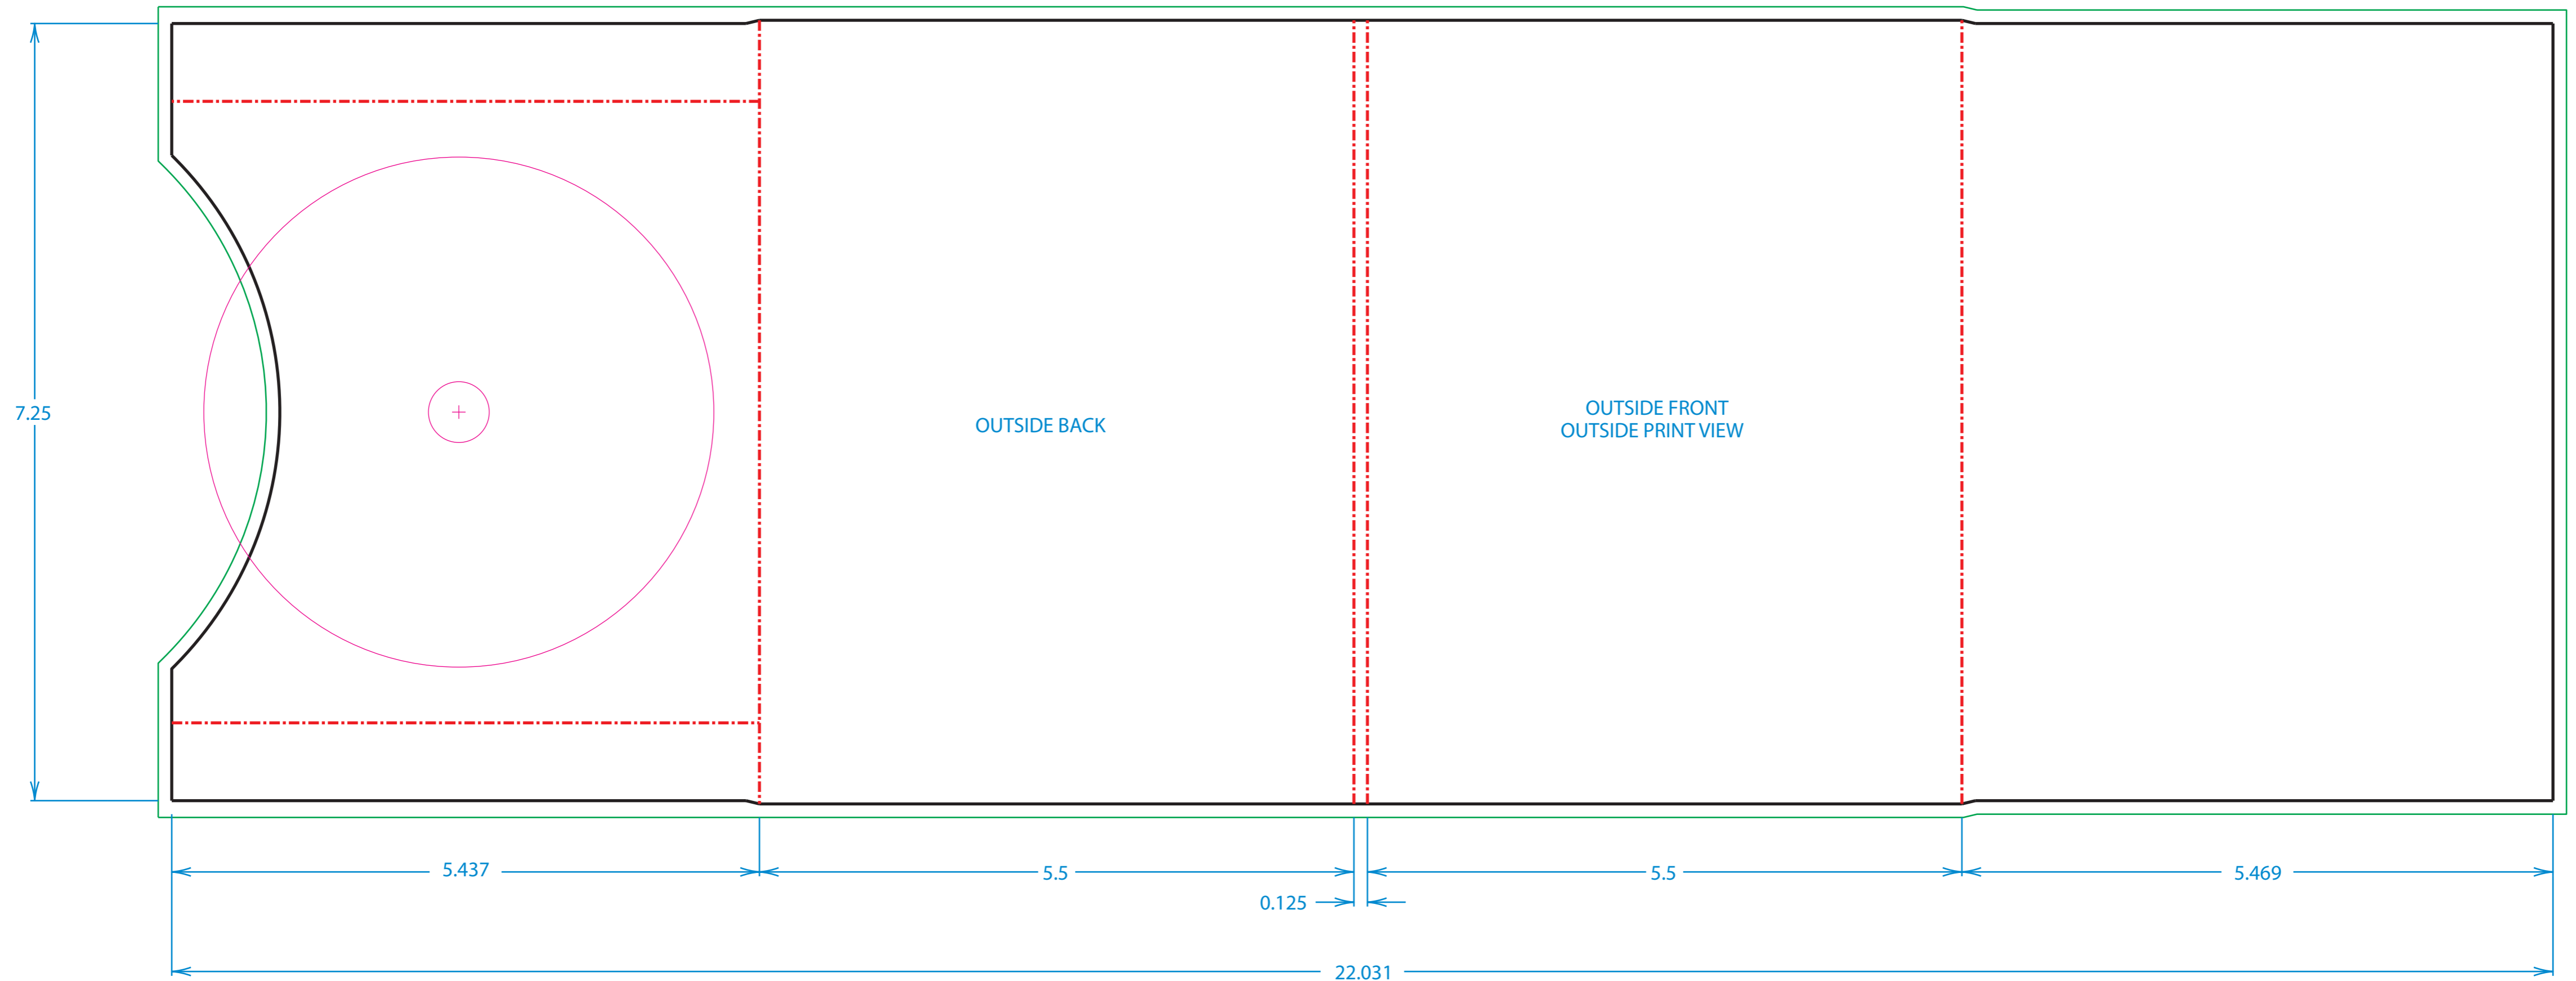 7.25
OUTSIDE BACK
OUTSIDE FRONT
OUTSIDE PRINT VIEW
5.437
5.5
5.5
5.469
0.125
22.031